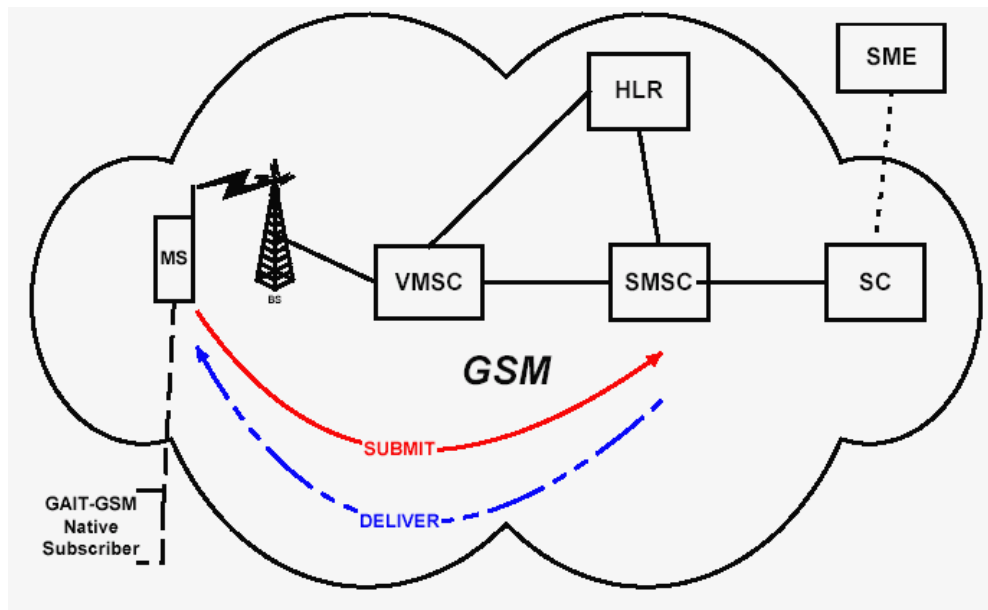 SME
HLR
MS
BS
VMSC
SMSC
SC
GSM
SUBMIT
DELIVER
GAIT-GSM
Native
Subscriber